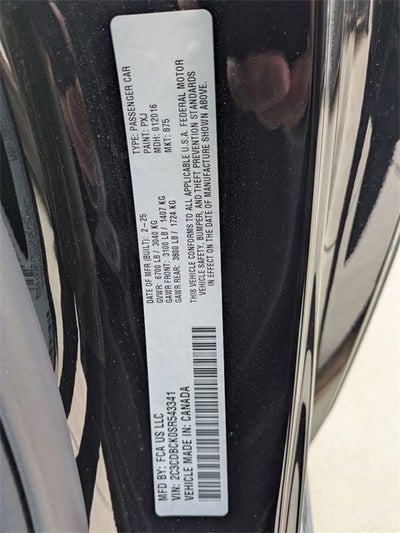 MFD BY: FCA US LLC
VIN: 2C3CDBCK0SR543341
VEHICLE MADE IN: CANADA
DATE OF MFR (BUILT): 2-25
GVWR: 6700 LB / 3040 KG
GAWR FRONT: 3100 LB / 1407 KG
GAWR REAR: 3800 LB / 1724 KG
THIS VEHICLE CONFORMS TO ALL APPLICABLE U.S.A. FEDERAL MOTOR
VEHICLE SAFETY, BUMPER, AND THEFT PREVENTION STANDARDS
IN EFFECT ON THE DATE OF MANUFACTURE SHOWN ABOVE.
TYPE: PASSENGER CAR
PAINT: PXJ
MDH: 012016
MKT: 875